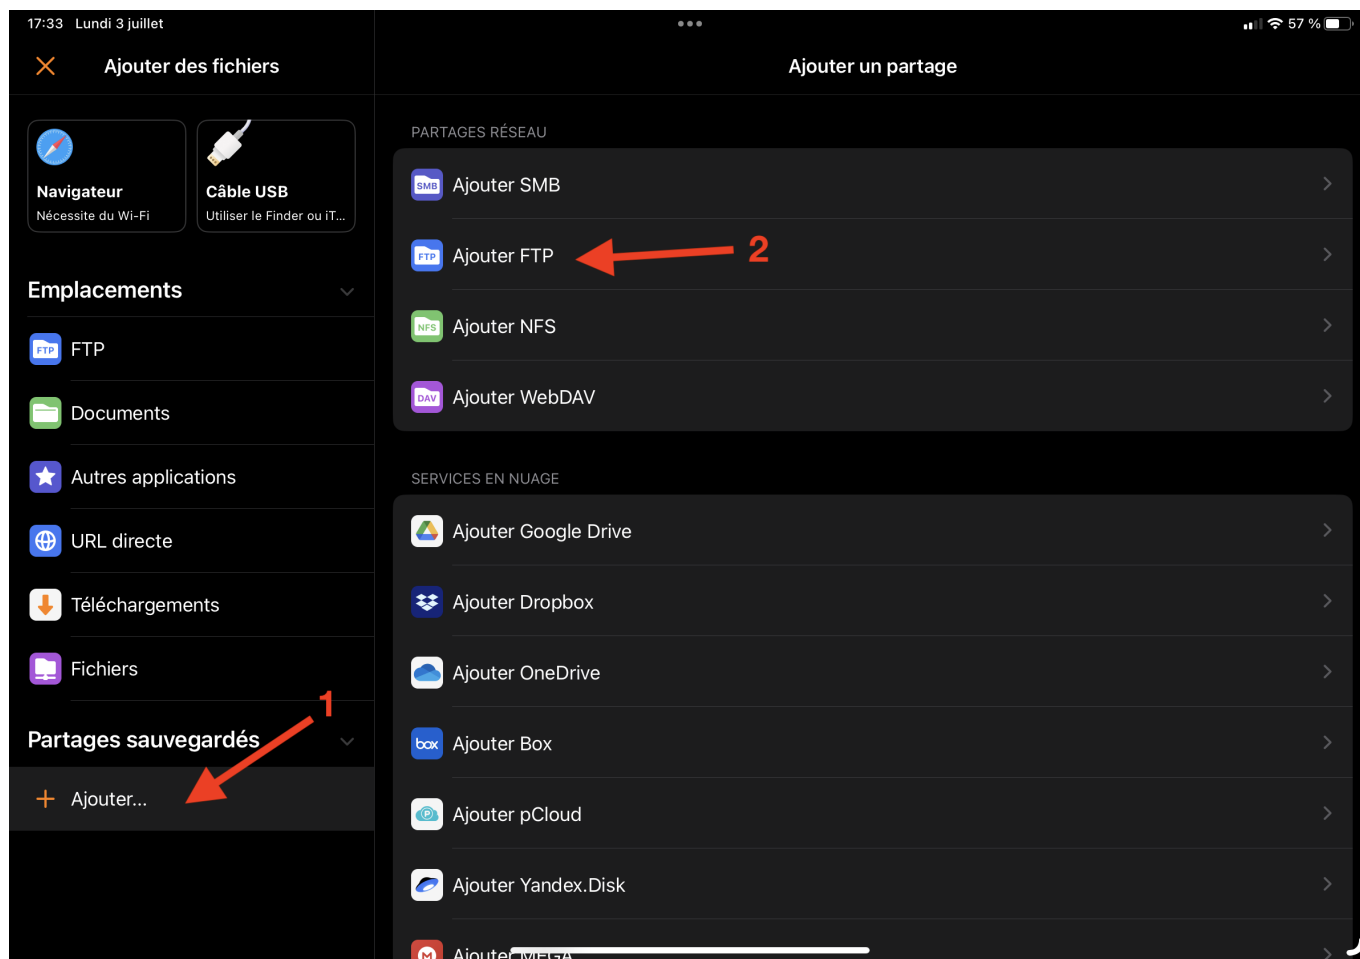 17:33 Lundi 3 juillet
57 %
Ajouter des fichiers
Ajouter un partage
Navigateur
Nécessite du Wi-Fi
Câble USB
Utiliser le Finder ou iT...
Emplacements
FTP
FTP
Documents
Autres applications
URL directe
Téléchargements
Fichiers
1
Partages sauvegardés
Ajouter...
PARTAGES RÉSEAU
SMB
Ajouter SMB
FTP
Ajouter FTP
2
NFS
Ajouter NFS
DAV
Ajouter WebDAV
SERVICES EN NUAGE
Ajouter Google Drive
Ajouter Dropbox
Ajouter OneDrive
box
Ajouter Box
P
Ajouter pCloud
Ajouter Yandex.Disk
M
Ajouter MEGA